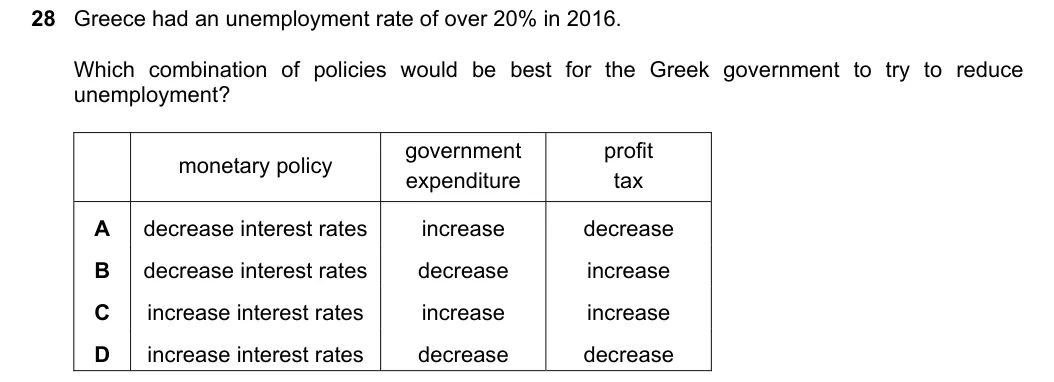 28 Greece had an unemployment rate of over 20% in 2016.
Which combination of policies would be best for the Greek government to try to reduce
unemployment?
monetary policy government expenditure profit tax
A decrease interest rates increase decrease
B decrease interest rates decrease increase
C increase interest rates increase increase
D increase interest rates decrease decrease